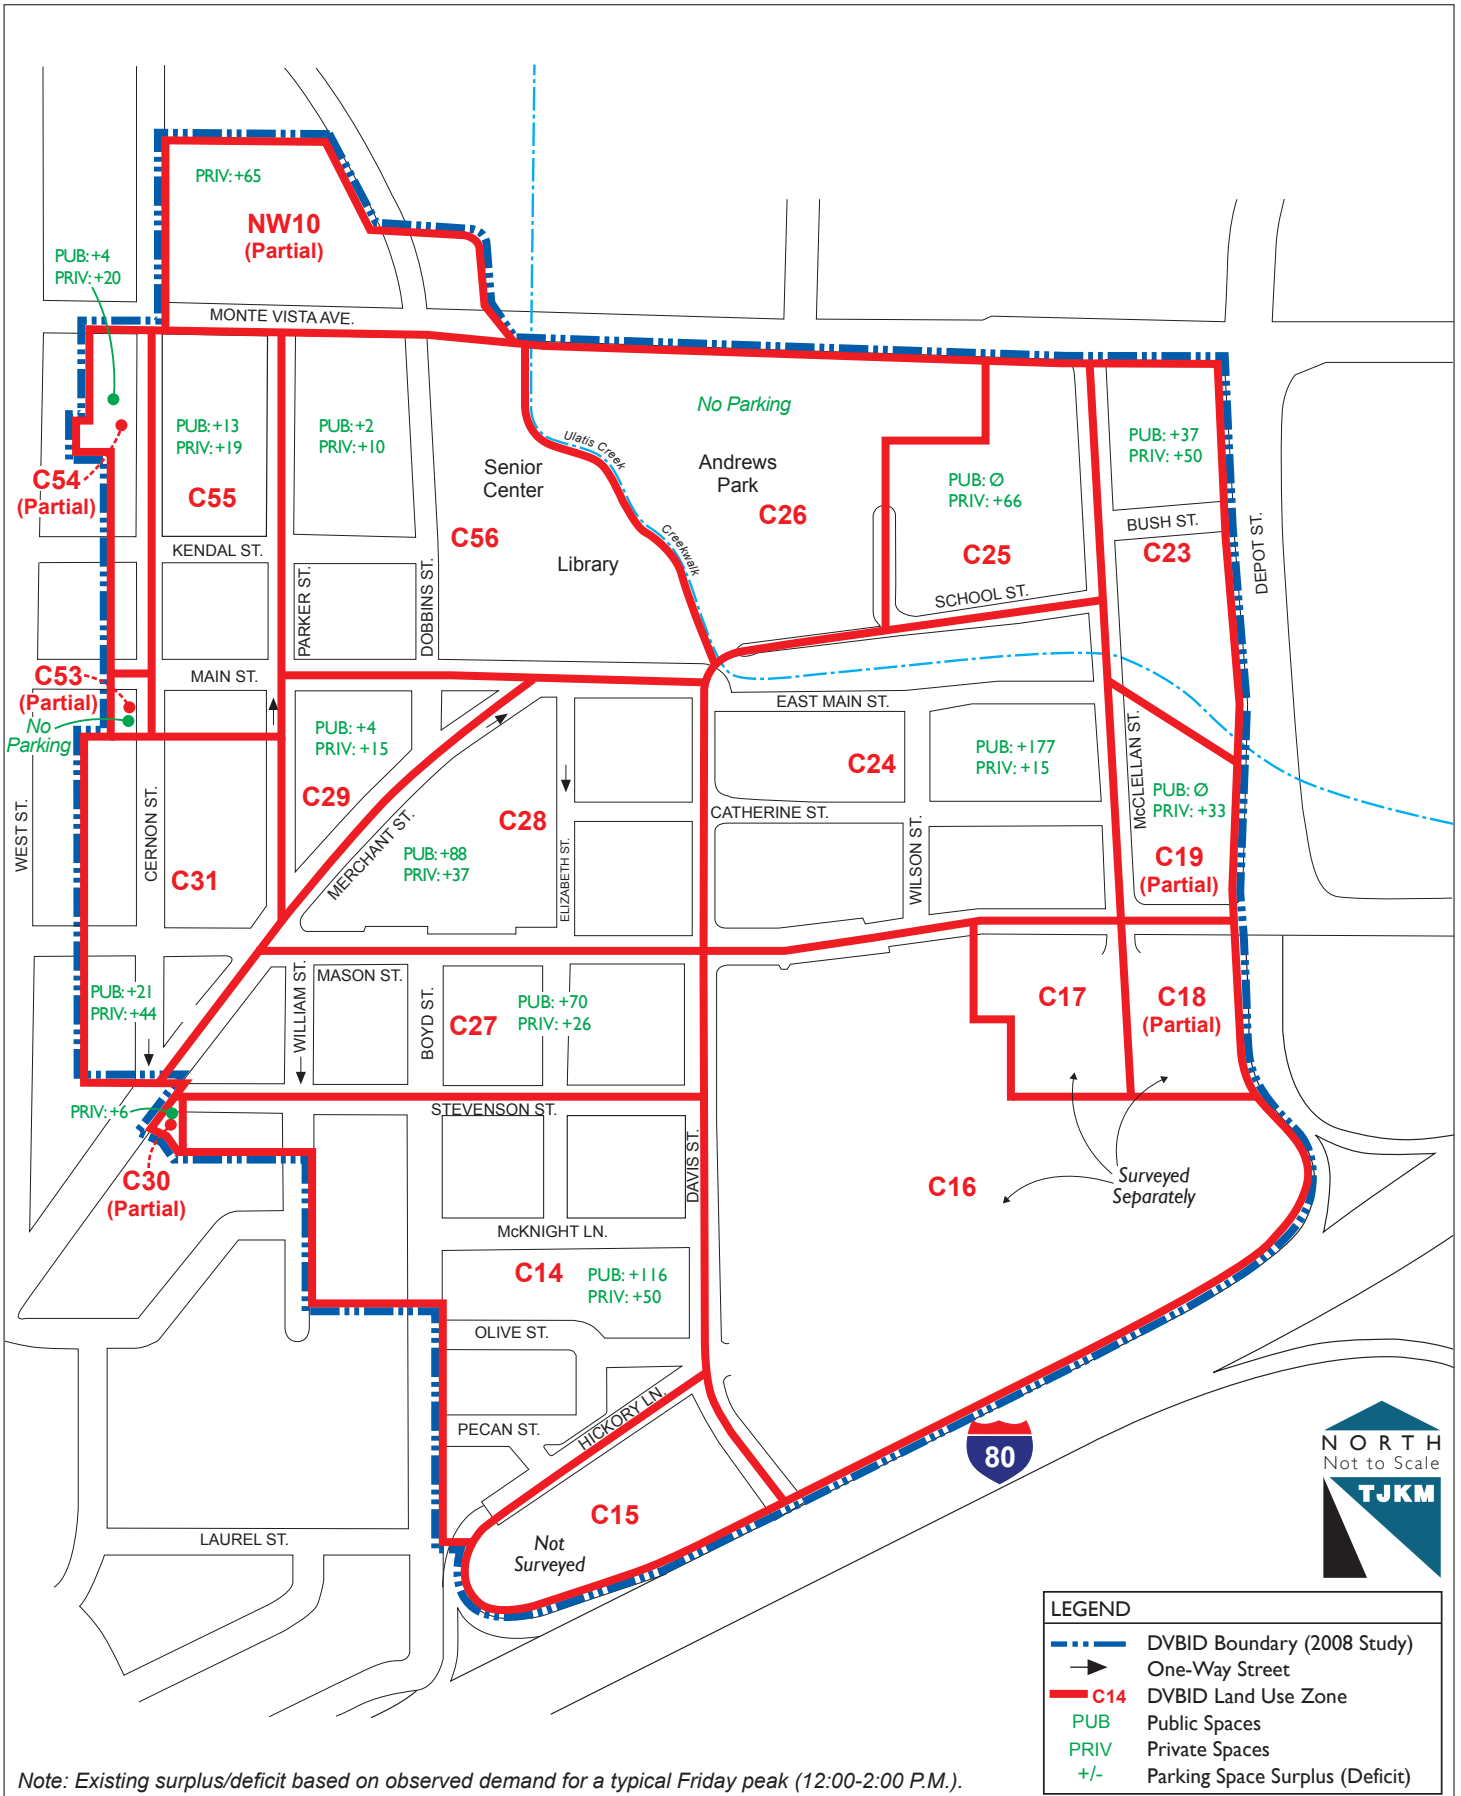 PRIV: +65
NW10
(Partial)
PUB: +4
PRIV: +20
MONTE VISTA AVE.
No Parking
PUB: +13
PRIV: +19
C55
PUB: +2
PRIV: +10
Senior
Center
Ulatis Creek
Andrews
Park
C26
PUB: +37
PRIV: +50
C54
(Partial)
PUB: Ø
PRIV: +66
C56
Creekwalk
BUSH ST.
C23
KENDAL ST.
Library
C25
DEPOT ST.
PARKER ST.
DOBBINS ST.
SCHOOL ST.
C53
(Partial)
No
Parking
MAIN ST.
EAST MAIN ST.
PUB: +4
PRIV: +15
C29
C24
PUB: +177
PRIV: +15
McCLELLAN ST.
PUB: Ø
PRIV: +33
C19
(Partial)
WEST ST.
CERNON ST.
C31
MERCHANT ST.
C28
PUB: +88
PRIV: +37
ELIZABETH ST.
CATHERINE ST.
WILSON ST.
PUB: +21
PRIV: +44
WILLIAM ST.
MASON ST.
BOYD ST.
C27
PUB: +70
PRIV: +26
C17
C18
(Partial)
PRIV: +6
STEVENSON ST.
C30
(Partial)
DAVIS ST.
C16
Surveyed
Separately
McKNIGHT LN.
C14
PUB: +116
PRIV: +50
OLIVE ST.
HICKORY LN.
PECAN ST.
80
C15
Not
Surveyed
LAUREL ST.
NORTH
Not to Scale
TJKM
LEGEND
DVBID Boundary (2008 Study)
One-Way Street
C14 DVBID Land Use Zone
PUB Public Spaces
PRIV Private Spaces
+/- Parking Space Surplus (Deficit)
Note: Existing surplus/deficit based on observed demand for a typical Friday peak (12:00-2:00 P.M.).